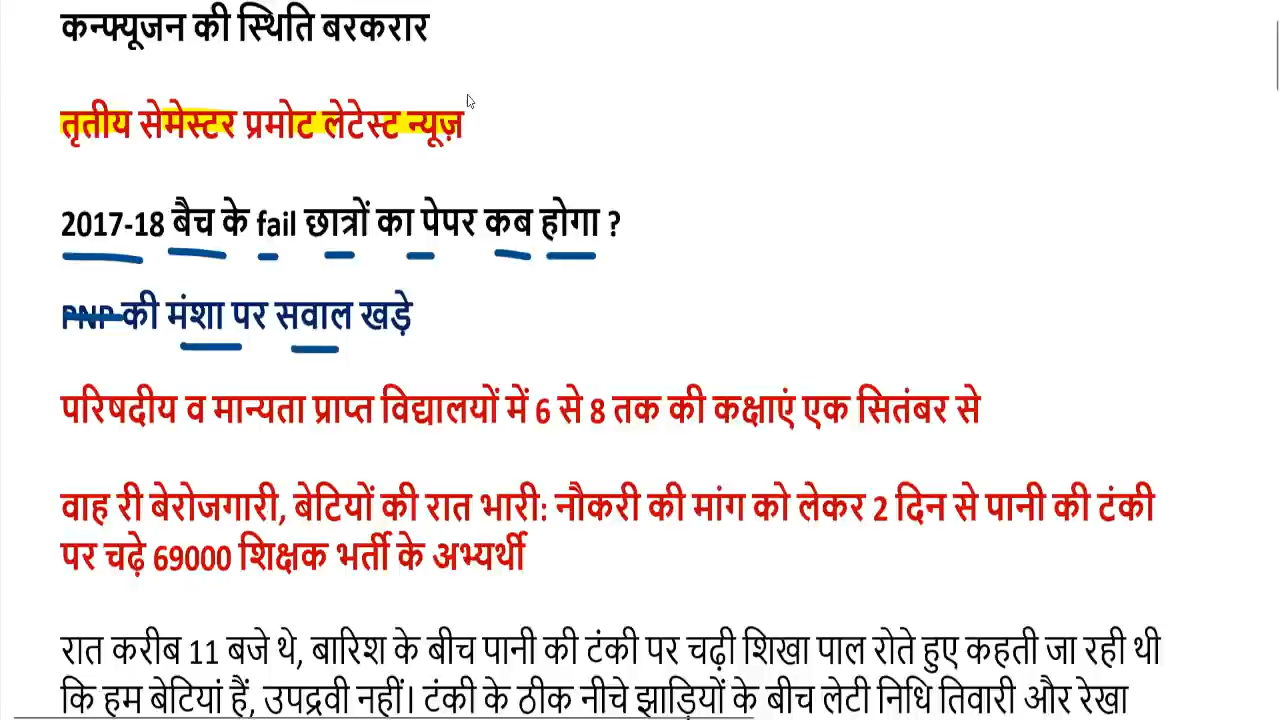 कन्फ्यूजन की स्थिति बरकरार
तृतीय सेमेस्टर प्रमोट लेटेस्ट न्यूज़
2017-18 बैच के fail छात्रों का पेपर कब होगा ?
PNP की मंशा पर सवाल खड़े
परिषदीय व मान्यता प्राप्त विद्यालयों में 6 से 8 तक की कक्षाएं एक सितंबर से
वाह री बेरोजगारी, बेटियों की रात भारी: नौकरी की मांग को लेकर 2 दिन से पानी की टंकी
पर चढ़े 69000 शिक्षक भर्ती के अभ्यर्थी
रात करीब 11 बजे थे, बारिश के बीच पानी की टंकी पर चढ़ी शिखा पाल रोते हुए कहती जा रही थी
कि हम बेटियां हैं, उपद्रवी नहीं। टंकी के ठीक नीचे झाड़ियों के बीच लेटी निधि तिवारी और रेखा